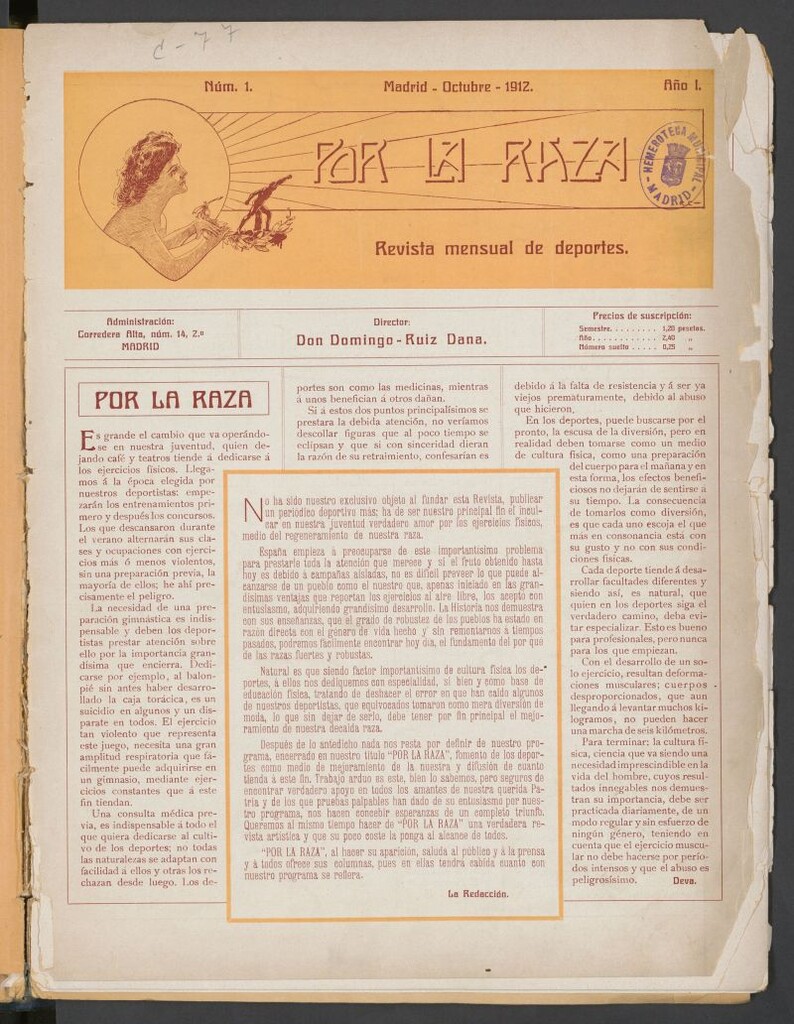 c - 77
Núm. 1.
Madrid - Octubre - 1912.
Año I.
POR LA RAZA
HEMEROTECA MUNICIPAL
- MADRID -
Revista mensual de deportes.
Administración:
Corredera Alta, núm. 14, 2.º
MADRID
Director:
Don Domingo-Ruiz Dana.
Precios de suscripción:
Semestre. . . . . . . . . 1,20 pesetas.
Año. . . . . . . . . . . . 2,40 „
Número suelto . . . . . 0,25 „
POR LA RAZA
Es grande el cambio que va operándo-
se en nuestra juventud, quien de-
jando café y teatros tiende á dedicarse á
los ejercicios físicos. Llega-
mos á la época elegida por
nuestros deportistas: empe-
zarán los entrenamientos pri-
mero y después los concursos.
Los que descansaron durante
el verano alternarán sus cla-
ses y ocupaciones con ejerci-
cios más ó menos violentos,
sin una preparación previa, la
mayoría de ellos; he ahí pre-
cisamente el peligro.
La necesidad de una pre-
paración gimnástica es indis-
pensable y deben los depor-
tistas prestar atención sobre
ello por la importancia gran-
dísima que encierra. Dedi-
carse por ejemplo, al balon-
pié sin antes haber desarro-
llado la caja torácica, es un
suicidio en algunos y un dis-
parate en todos. El ejercicio
tan violento que representa
este juego, necesita una gran
amplitud respiratoria que fá-
cilmente puede adquirirse en
un gimnasio, mediante ejer-
cicios constantes que á este
fin tiendan.
Una consulta médica pre-
via, es indispensable á todo el
que quiera dedicarse al culti-
vo de los deportes; no todas
las naturalezas se adaptan con
facilidad á ellos y otras los re-
chazan desde luego. Los de-
portes son como las medicinas, mientras
á unos benefician á otros dañan.
Si á estos dos puntos principalísimos se
prestara la debida atención, no veríamos
descollar figuras que al poco tiempo se
eclipsan y que si con sinceridad dieran
la razón de su retraimiento, confesarían es
debido á la falta de resistencia y á ser ya
viejos prematuramente, debido al abuso
que hicieron.
En los deportes, puede buscarse por el
pronto, la escusa de la diversión, pero en
realidad deben tomarse como un medio
de cultura física, como una preparación
del cuerpo para el mañana y en
esta forma, los efectos benefi-
ciosos no dejarán de sentirse á
su tiempo. La consecuencia
de tomarlos como diversión,
es que cada uno escoja el que
más en consonancia está con
su gusto y no con sus condi-
ciones físicas.
Cada deporte tiende á desa-
rrollar facultades diferentes y
siendo así, es natural, que
quien en los deportes siga el
verdadero camino, deba evi-
tar especializar. Esto es bueno
para profesionales, pero nunca
para los que empiezan.
Con el desarrollo de un so-
lo ejercicio, resultan deforma-
ciones musculares; cuerpos -
desproporcionados, que aun
llegando á levantar muchos ki-
logramos, no pueden hacer
una marcha de seis kilómetros.
Para terminar: la cultura fí-
sica, ciencia que va siendo una
necesidad imprescindible en la
vida del hombre, cuyos resul-
tados innegables nos demues-
tran su importancia, debe ser
practicada diariamente, de un
modo regular y sin esfuerzo de
ningún género, teniendo en
cuenta que el ejercicio muscu-
lar no debe hacerse por perío-
dos intensos y que el abuso es
peligrosísimo. Deva.
No ha sido nuestro exclusivo objeto al fundar esta Revista, publicar
un periódico deportivo más; ha de ser nuestro principal fin el incul-
car en nuestra juventud verdadero amor por los ejercicios físicos,
medio del regeneramiento de nuestra raza.
España empieza á preocuparse de este importantísimo problema
para prestarle toda la atención que merece y si el fruto obtenido hasta
hoy es debido á campañas aisladas, no es difícil preveer lo que puede al-
canzarse de un pueblo como el nuestro que, apenas iniciado en las gran-
dísimas ventajas que reportan los ejercicios al aire libre, los acepto con
entusiasmo, adquiriendo grandísimo desarrollo. La Historia nos demuestra
con sus enseñanzas, que el grado de robustes de los pueblos ha estado en
razón directa con el género de vida hecho y sin remontarnos á tiempos
pasados, podremos fácilmente encontrar hoy día, el fundamento del por qué
de las razas fuertes y robustas.
Natural es que siendo factor importantísimo de cultura física los de-
portes, á ellos nos dediquemos con especialidad, si bien y como base de
educación física, tratando de deshacer el error en que han caído algunos
de nuestros deportistas, que equivocados tomaron como mera diversión de
moda, lo que sin dejar de serlo, debe tener por fin principal el mejo-
ramiento de nuestra decaída raza.
Después de lo antedicho nada nos resta por definir de nuestro pro-
grama, encerrado en nuestro título "POR LA RAZA", fomento de los depor-
tes como medio de mejoramiento de la nuestra y difusión de cuanto
tienda á este fin. Trabajo arduo es este, bien lo sabemos, pero seguros de
encontrar verdadero apoyo en todos los amantes de nuestra querida Pa-
tria y de los que pruebas palpables han dado de su entusiasmo por nues-
tro programa, nos hacen concebir esperanzas de un completo triunfo.
Queremos al mismo tiempo hacer de "POR LA RAZA" una verdadera re-
vista artística y que su poco coste la ponga al alcance de todos.
"POR LA RAZA", al hacer su aparición, saluda al público y á la prensa
y á todos ofrece sus columnas, pues en ellas tendrá cabida cuanto con
nuestro programa se refiera.
La Redacción.